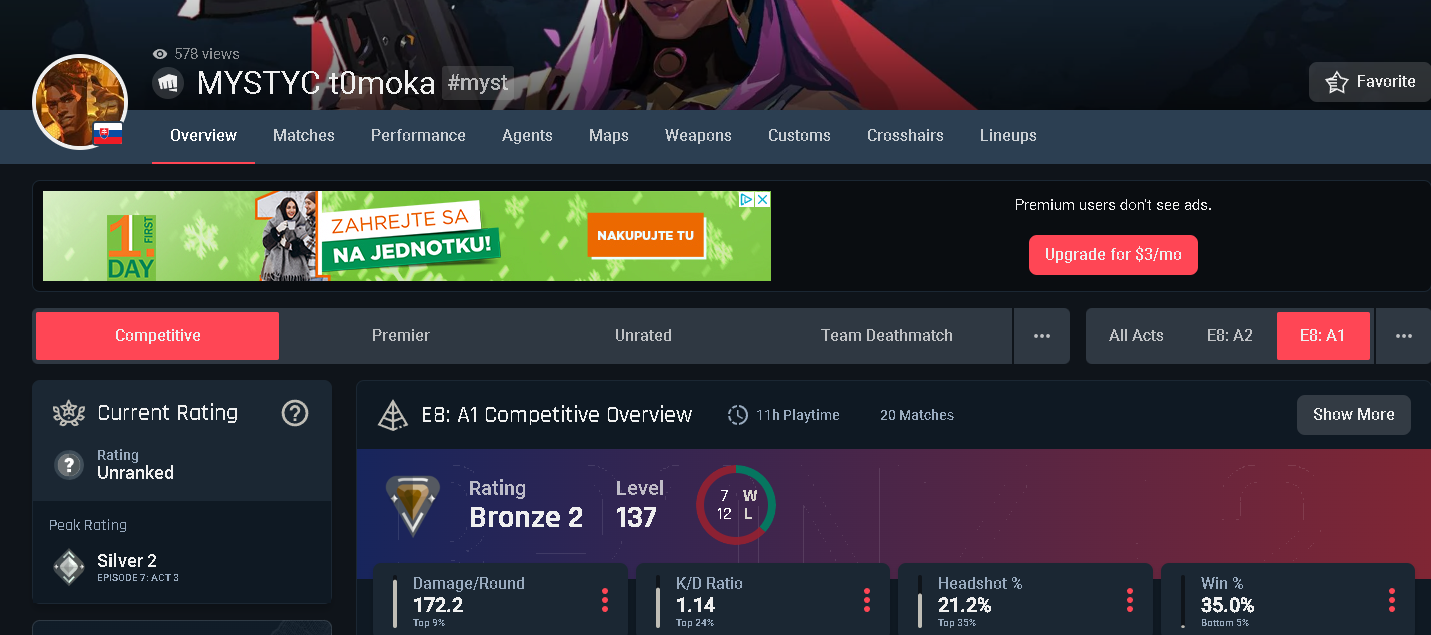 578 views
MYSTYC t0moka #myst
Favorite
Overview Matches Performance Agents Maps Weapons Customs Crosshairs Lineups
1. FIRST
DAY
ZAHREJTE SA
NA JEDNOTKU!
NAKUPUJTE TU
Premium users don't see ads.
Upgrade for $3/mo
Competitive Premier Unrated Team Deathmatch ••• All Acts E8: A2 E8: A1 •••
Current Rating ?
? Rating
Unranked
Peak Rating
Silver 2
EPISODE 7: ACT 3
E8: A1 Competitive Overview 11h Playtime 20 Matches Show More
Rating Level
Bronze 2 137
7 W
12 L
Damage/Round
172.2
Top 9%
K/D Ratio
1.14
Top 24%
Headshot %
21.2%
Top 35%
Win %
35.0%
Bottom 5%